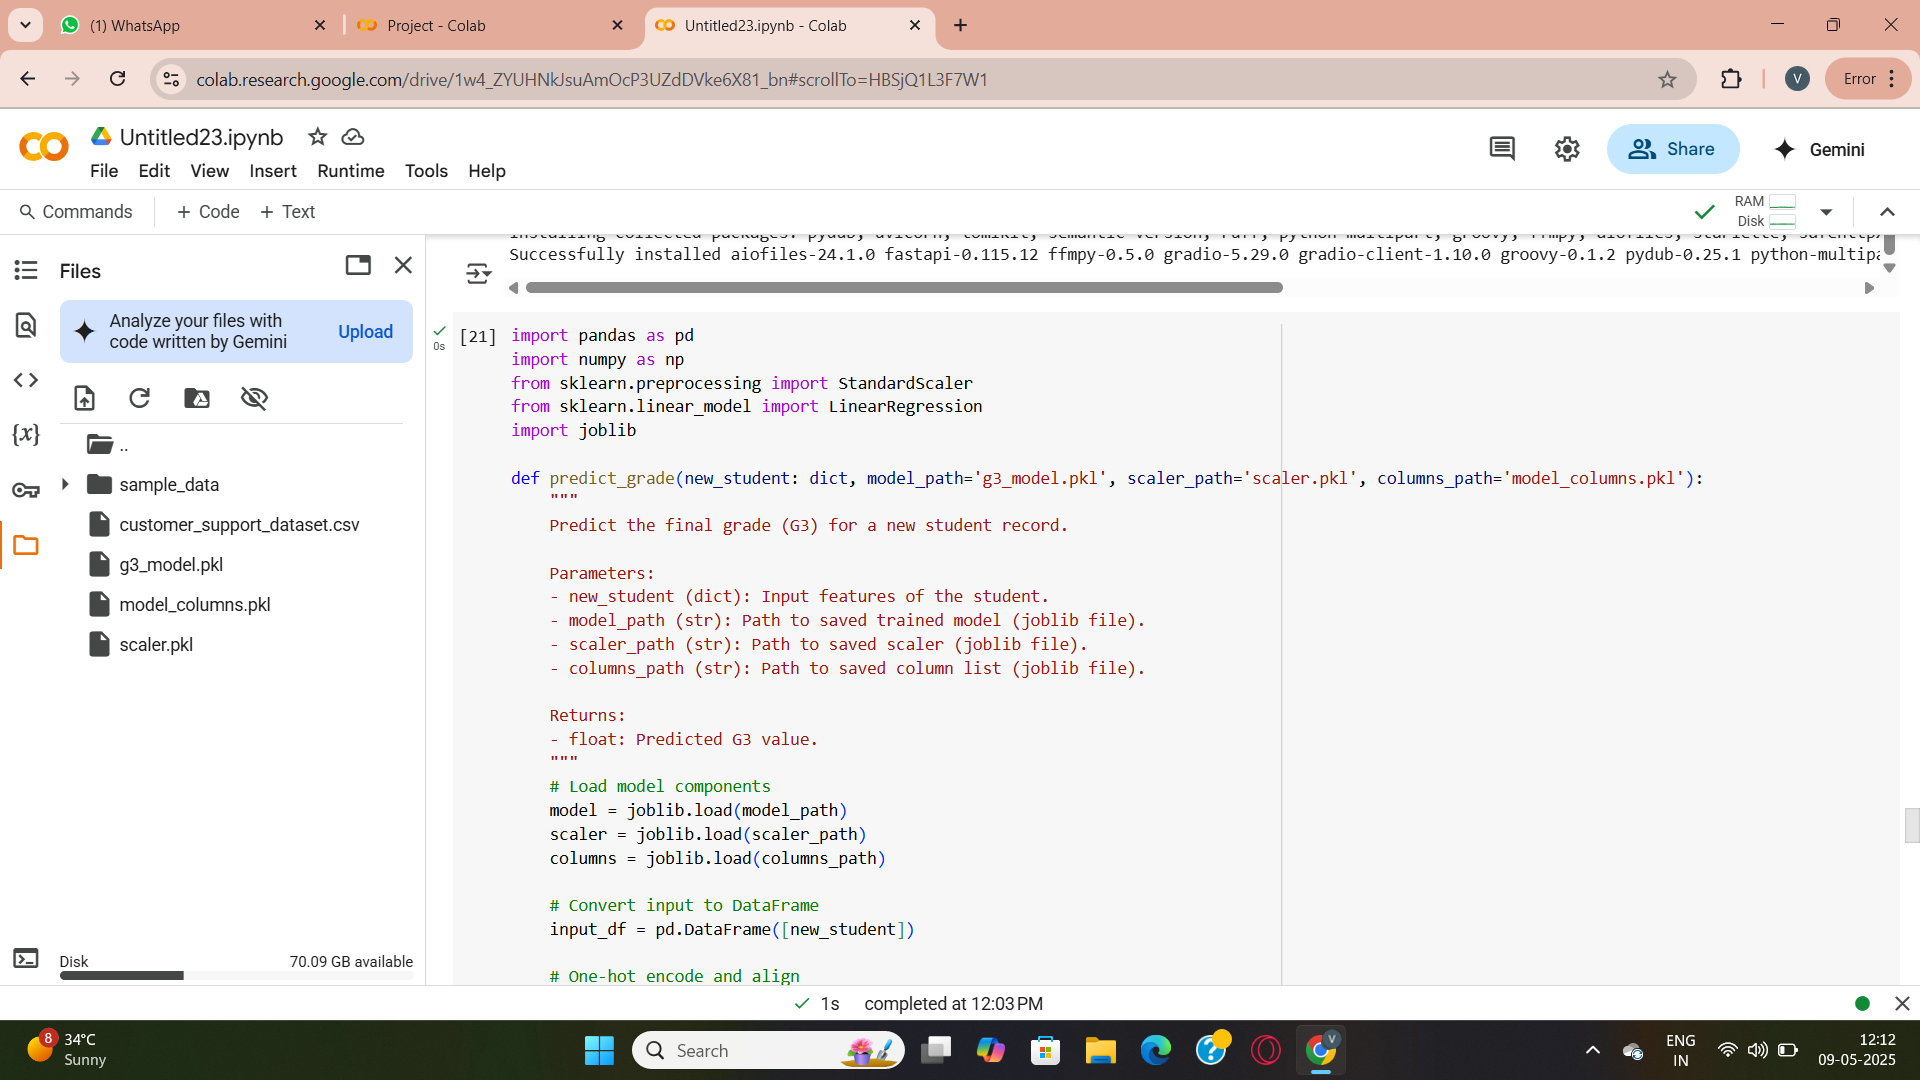 (1) WhatsApp
Project - Colab
Untitled23.ipynb - Colab
colab.research.google.com/drive/1w4_ZYUHNkJsuAmOcP3UZdDVke6X81_bn#scrollTo=HBSjQ1L3F7W1
V
Error
Untitled23.ipynb
File Edit View Insert Runtime Tools Help
Share
Gemini
Commands
+ Code + Text
RAM
Disk
Files
Analyze your files with
code written by Gemini
Upload
..
sample_data
customer_support_dataset.csv
g3_model.pkl
model_columns.pkl
scaler.pkl
Disk
70.09 GB available
Successfully installed aiofiles-24.1.0 fastapi-0.115.12 ffmpy-0.5.0 gradio-5.29.0 gradio-client-1.10.0 groovy-0.1.2 pydub-0.25.1
0s
[21]
import pandas as pd
import numpy as np
from sklearn.preprocessing import StandardScaler
from sklearn.linear_model import LinearRegression
import joblib
def predict_grade(new_student: dict, model_path='g3_model.pkl', scaler_path='scaler.pkl', columns_path='model_columns.pkl'):
"""
Predict the final grade (G3) for a new student record.
Parameters:
- new_student (dict): Input features of the student.
- model_path (str): Path to saved trained model (joblib file).
- scaler_path (str): Path to saved scaler (joblib file).
- columns_path (str): Path to saved column list (joblib file).
Returns:
- float: Predicted G3 value.
"""
# Load model components
model = joblib.load(model_path)
scaler = joblib.load(scaler_path)
columns = joblib.load(columns_path)
# Convert input to DataFrame
input_df = pd.DataFrame([new_student])
# One-hot encode and align
1s completed at 12:03 PM
8
34°C
Sunny
Search
V
ENG
IN
12:12
09-05-2025